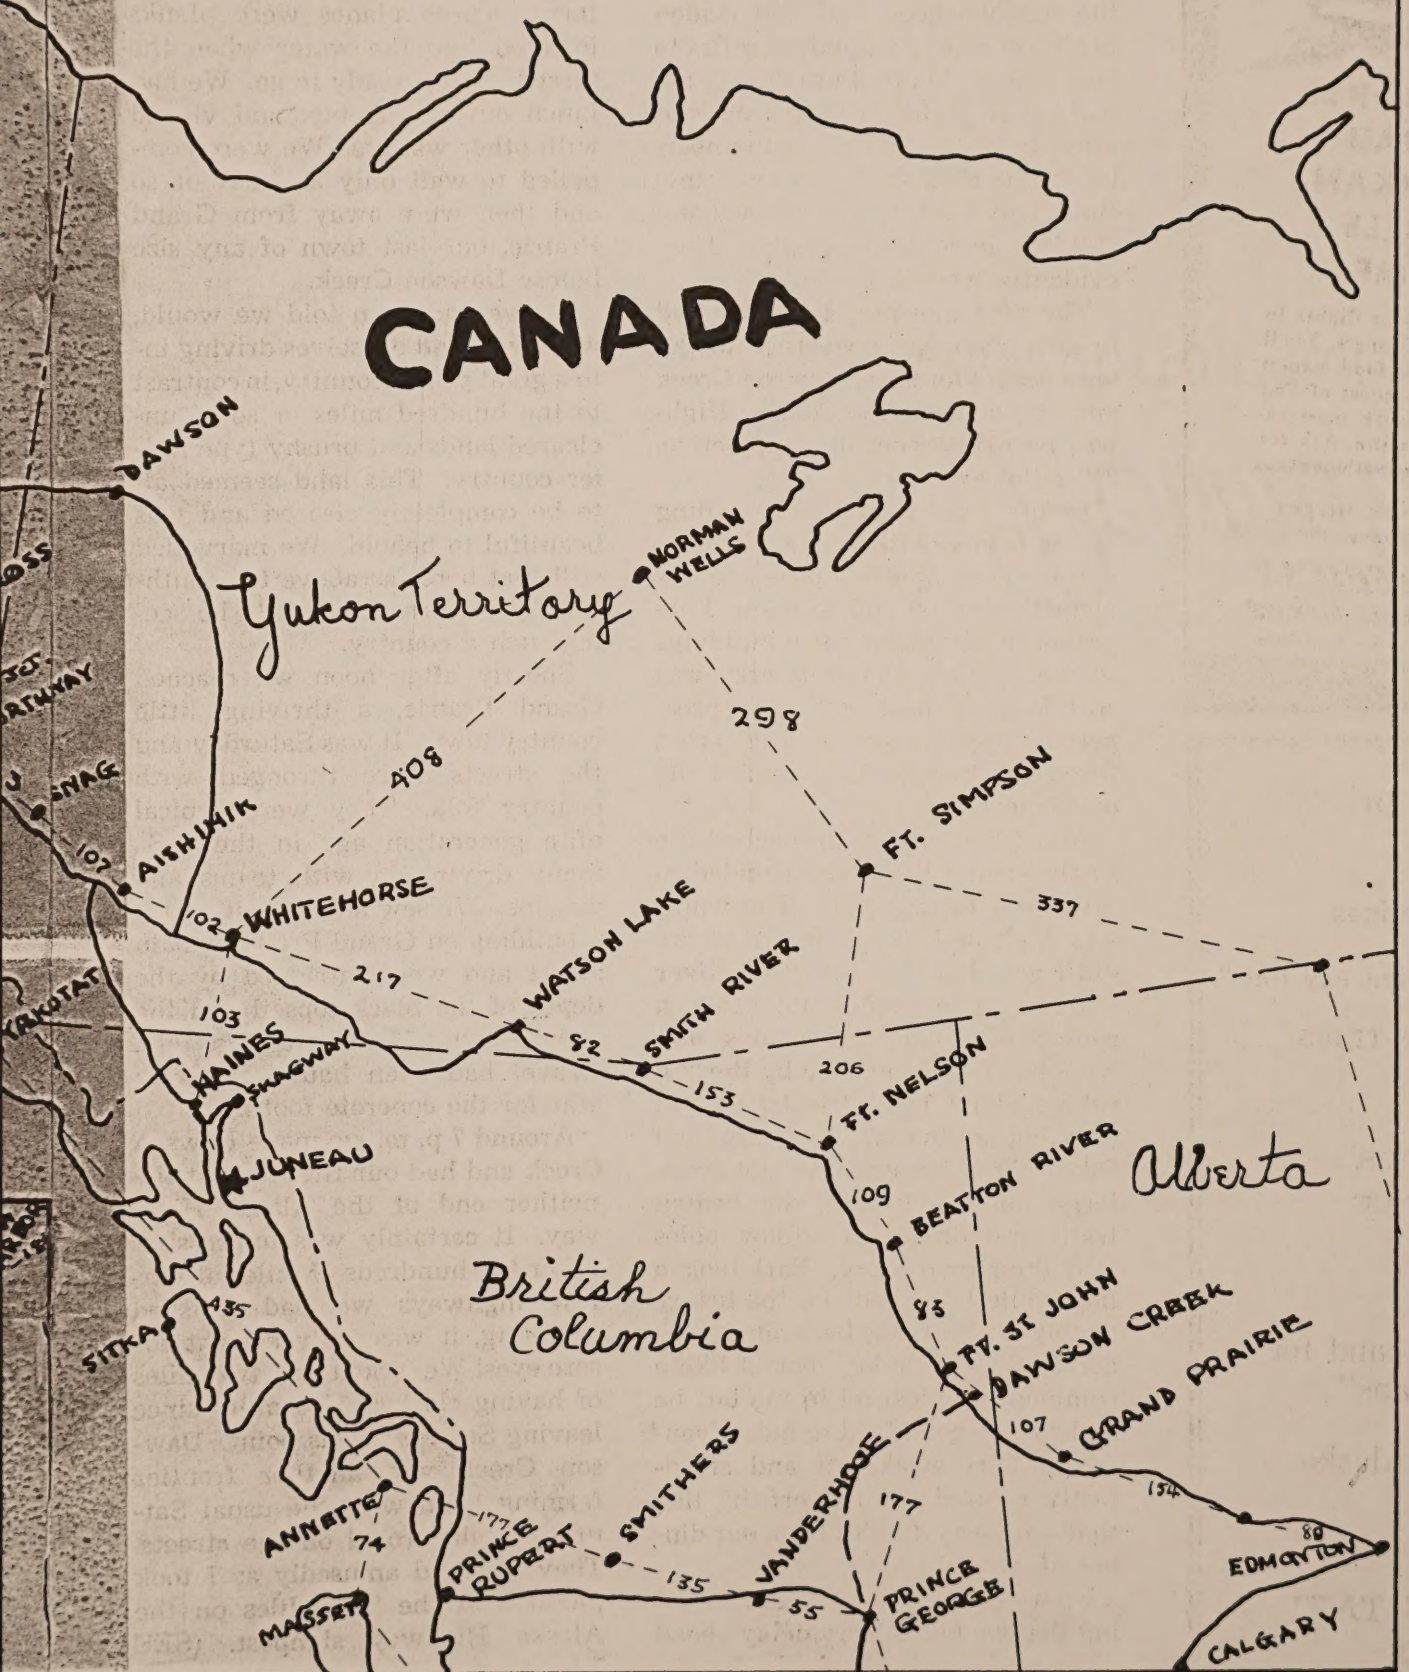 CANADA
DAWSON
NORMAN
WELLS
Yukon Territory
298
408
SNAG
FT. SIMPSON
AISHIHIK
107
337
WHITEHORSE
102
WATSON LAKE
217
SMITH RIVER
103
82
HAINES
SKAGWAY
206
FT. NELSON
153
JUNEAU
BEATTON RIVER
Alberta
109
British
Columbia
SITKA
83
FT. ST JOHN
DAWSON CREEK
GRAND PRAIRIE
107
SMITHERS
VANDERHOOF
177
154
ANNETTE
177
74
PRINCE
RUPERT
80
EDMONTON
135
55
PRINCE
GEORGE
MASSET
CALGARY